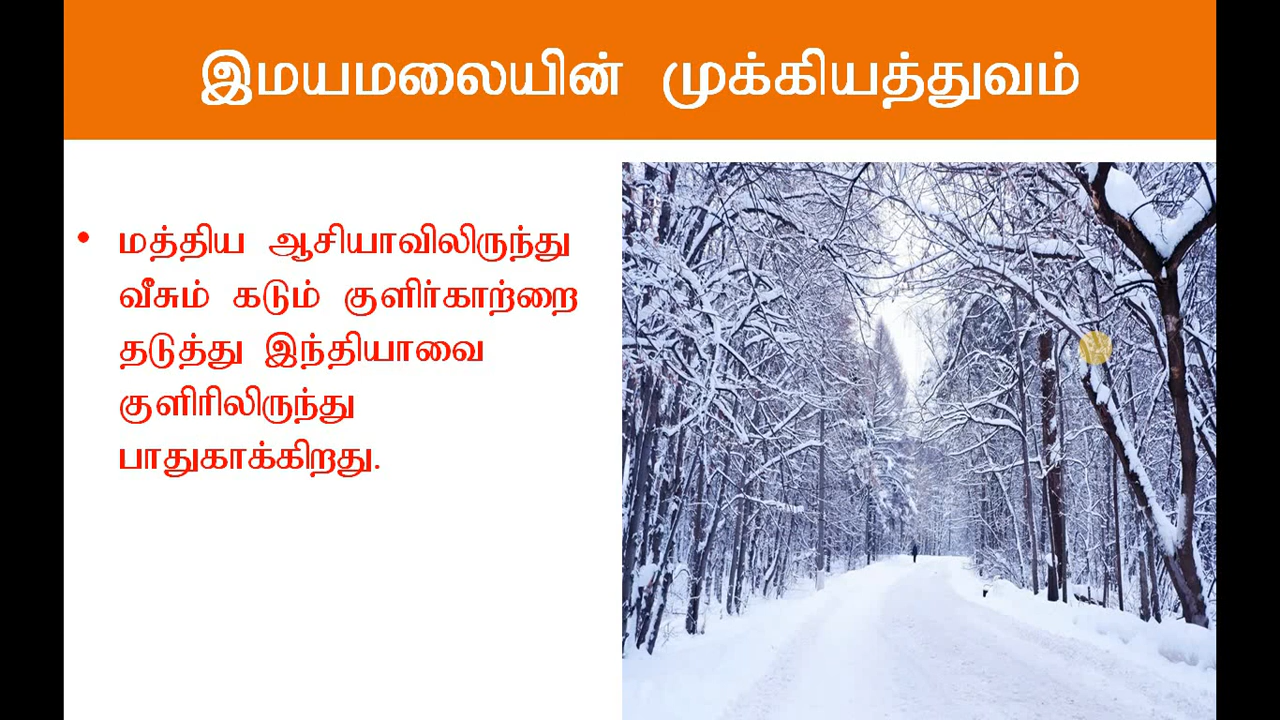 இமயமலையின் முக்கியத்துவம்
• மத்திய ஆசியாவிலிருந்து
வீசும் கடும் குளிர்காற்றை
தடுத்து இந்தியாவை
குளிரிலிருந்து
பாதுகாக்கிறது.